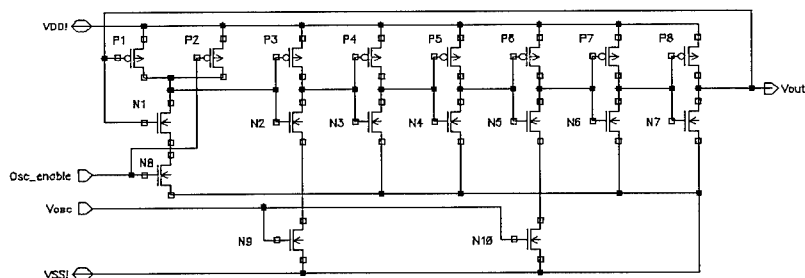 VDD!
P1 P2 P3 P4 P5 P6 P7 P8
Vout
N1 N2 N3 N4 N5 N6 N7
N8
Osc_enable
Vosc
N9 N10
VSS!